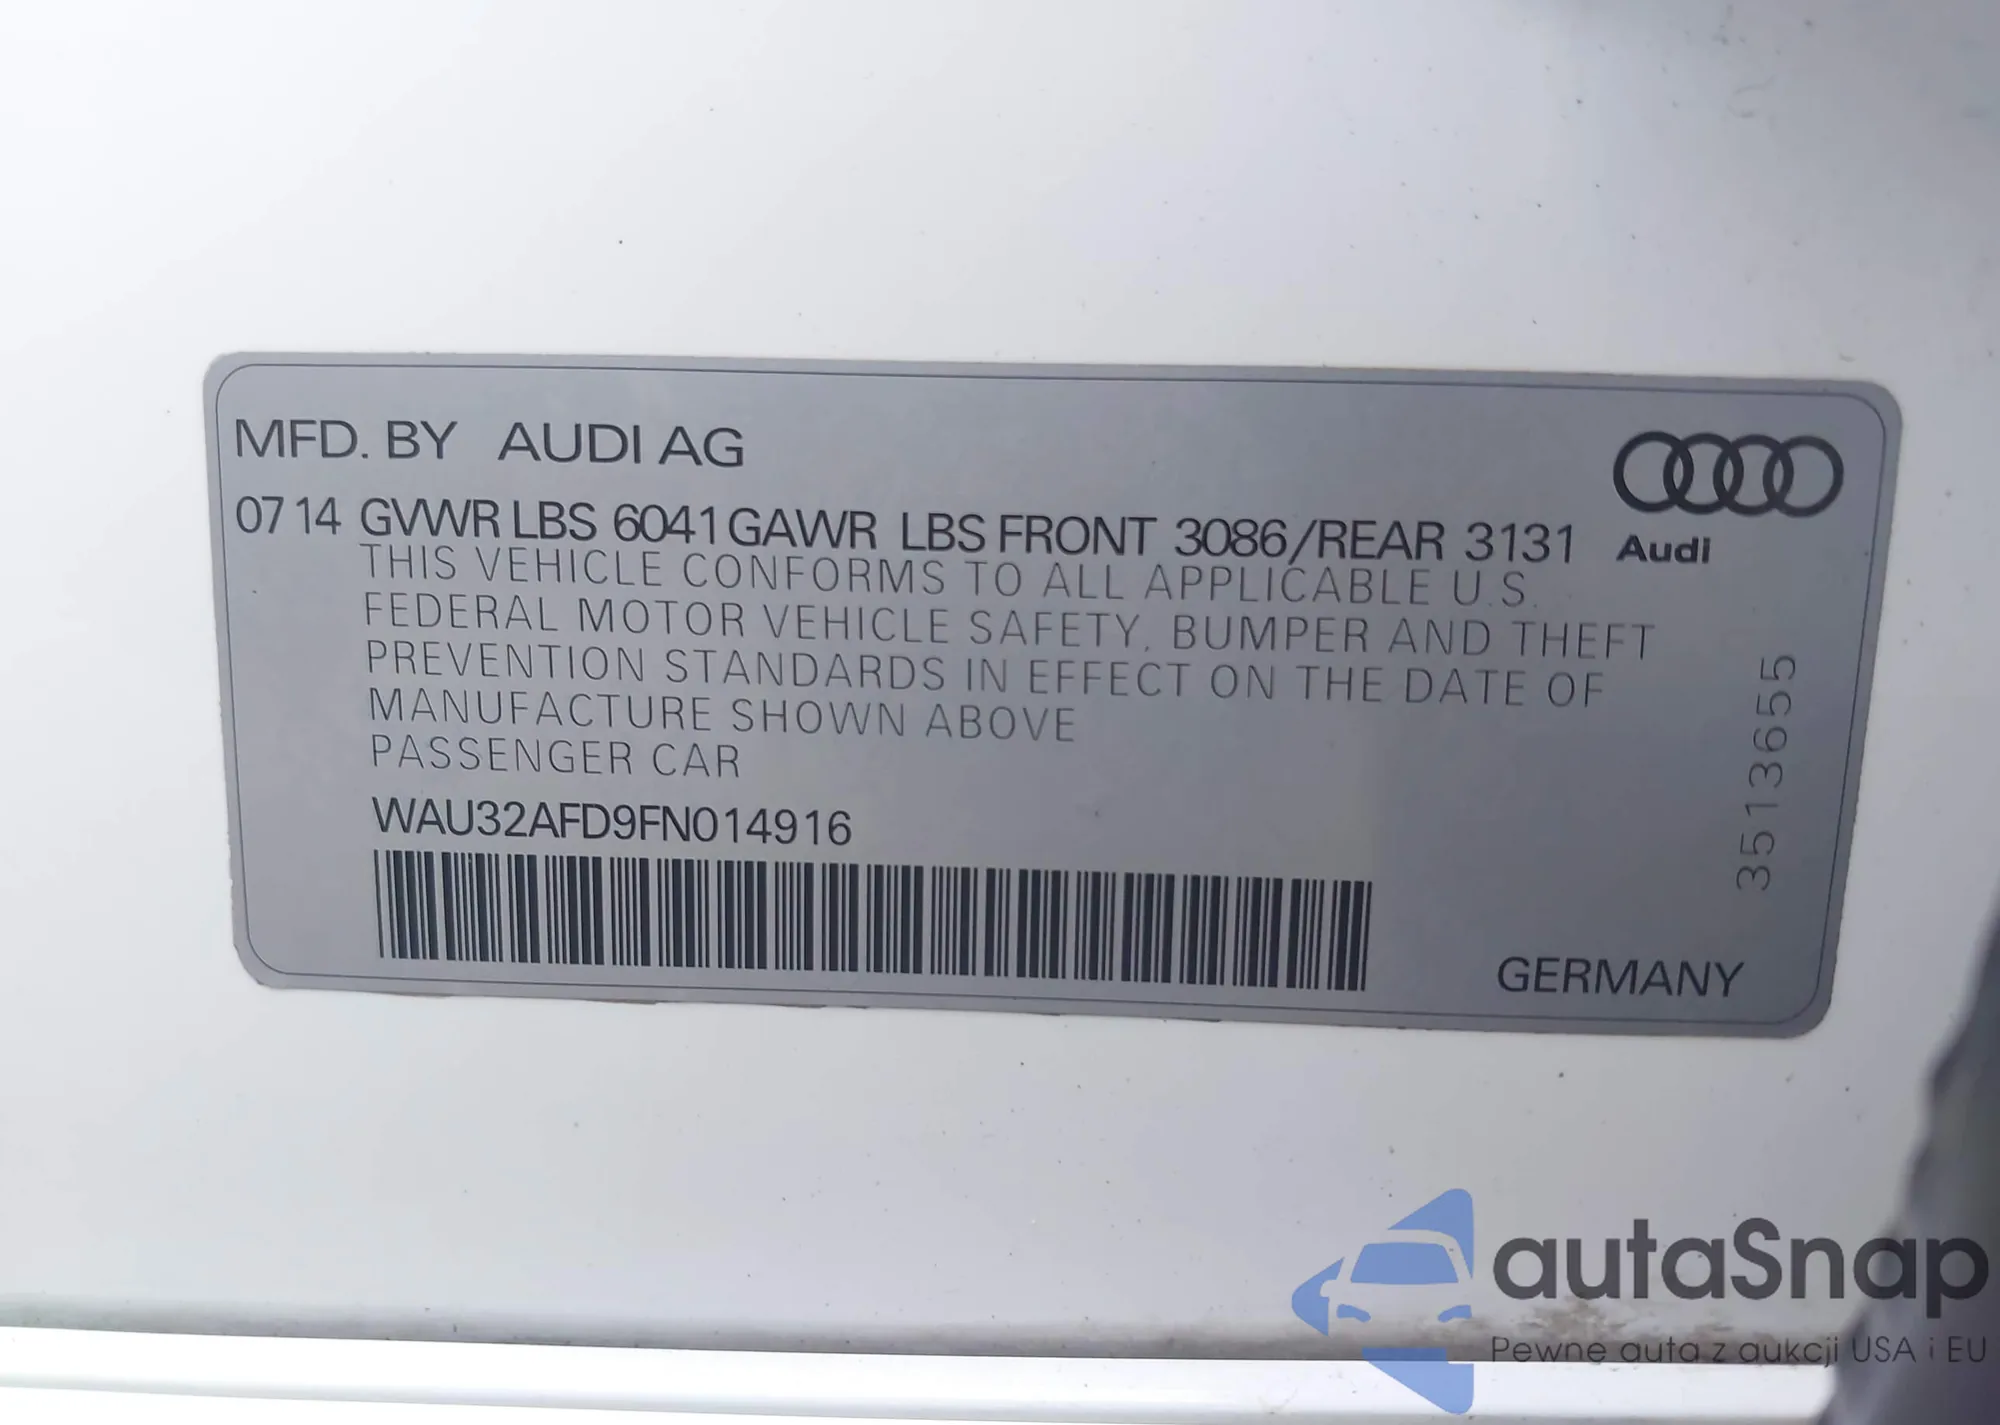 MFD. BY AUDI AG
0714 GVWR LBS 6041 GAWR LBS FRONT 3086/REAR 3131
Audi
THIS VEHICLE CONFORMS TO ALL APPLICABLE U.S.
FEDERAL MOTOR VEHICLE SAFETY, BUMPER AND THEFT
PREVENTION STANDARDS IN EFFECT ON THE DATE OF
MANUFACTURE SHOWN ABOVE
PASSENGER CAR
WAU32AFD9FN014916
3513655
GERMANY
autaSnap
Pewne auta z aukcji USA i EU